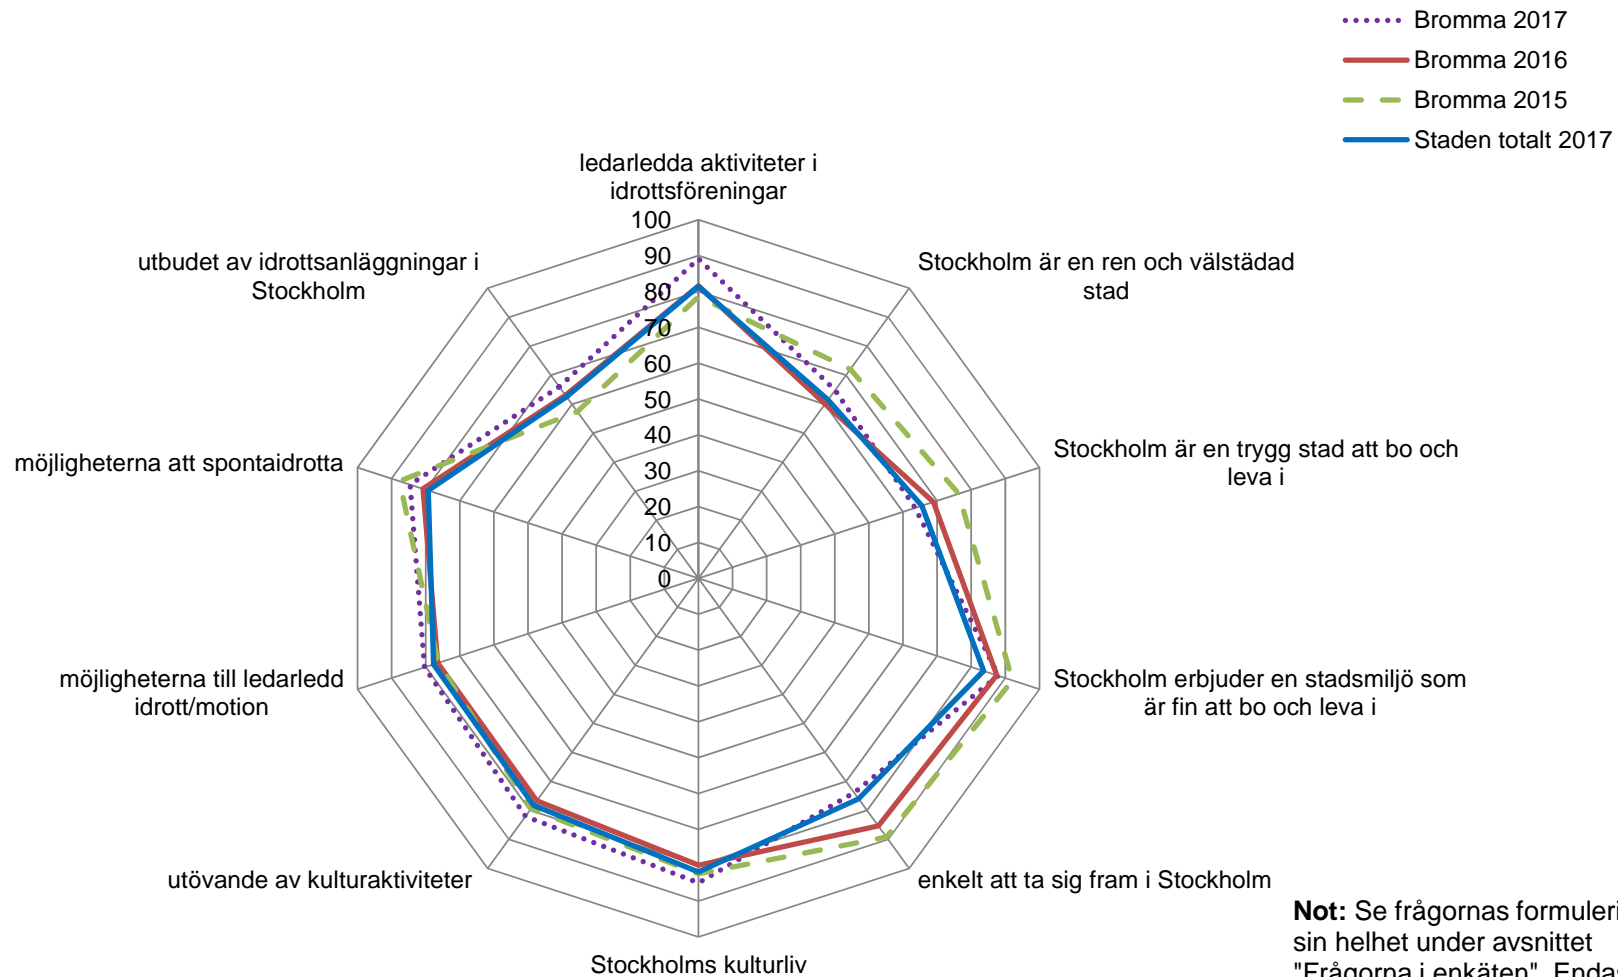 Bromma 2017
Bromma 2016
Bromma 2015
Staden totalt 2017
ledarledda aktiviteter i
idrottsföreningar
100
90
80
70
60
50
40
30
20
10
0
utbudet av idrottsanläggningar i
Stockholm
Stockholm är en ren och välstädad
stad
möjligheterna att spontaidrotta
Stockholm är en trygg stad att bo och
leva i
möjligheterna till ledarledd
idrott/motion
Stockholm erbjuder en stadsmiljö som
är fin att bo och leva i
utövande av kulturaktiviteter
enkelt att ta sig fram i Stockholm
Stockholms kulturliv
Not: Se frågornas formuleri
sin helhet under avsnittet
"Frågorna i enkäten". Enda